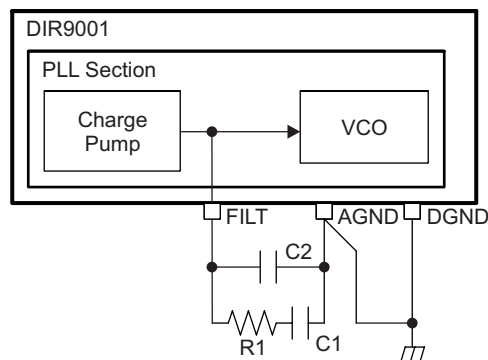 DIR9001
PLL Section
Charge
Pump
VCO
FILT
AGND
DGND
C2
R1
C1